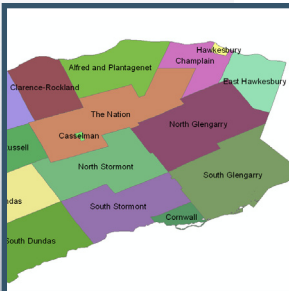 Hawkesbury
Champlain
Alfred and Plantagenet
Clarence-Rockland
East Hawkesbury
The Nation
North Glengarry
Casselman
ussell
North Stormont
South Glengarry
das
South Stormont
Cornwall
South Dundas